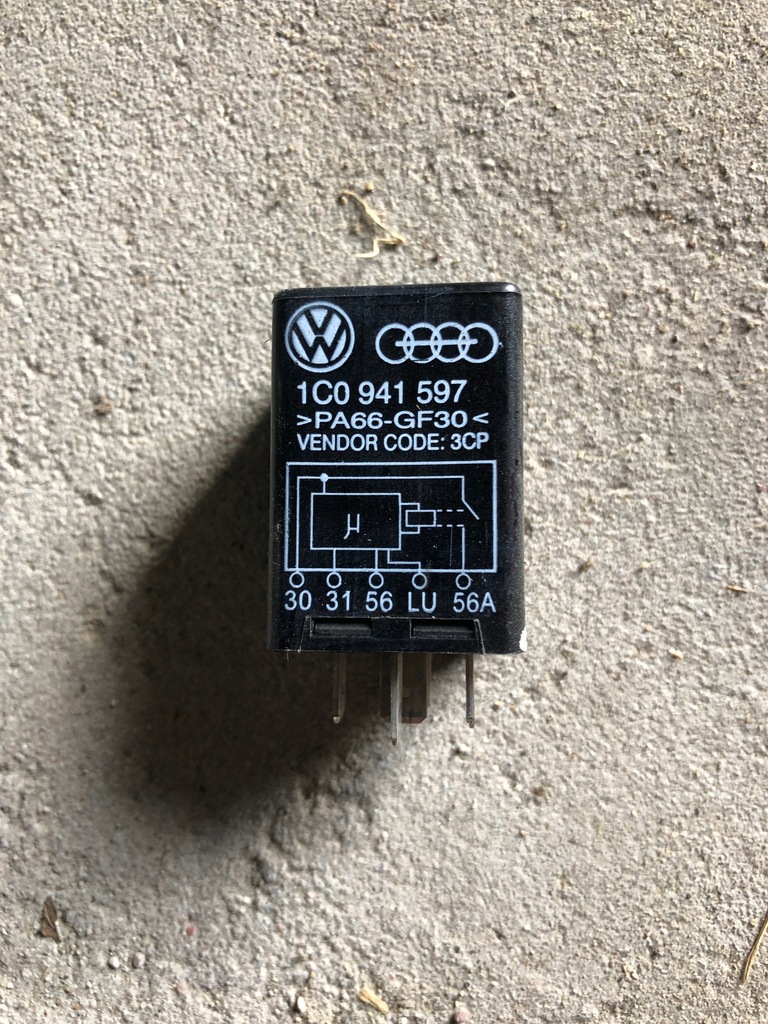 1C0 941 597
>PA66-GF30<
VENDOR CODE: 3CP
µ
30 31 56 LU 56A